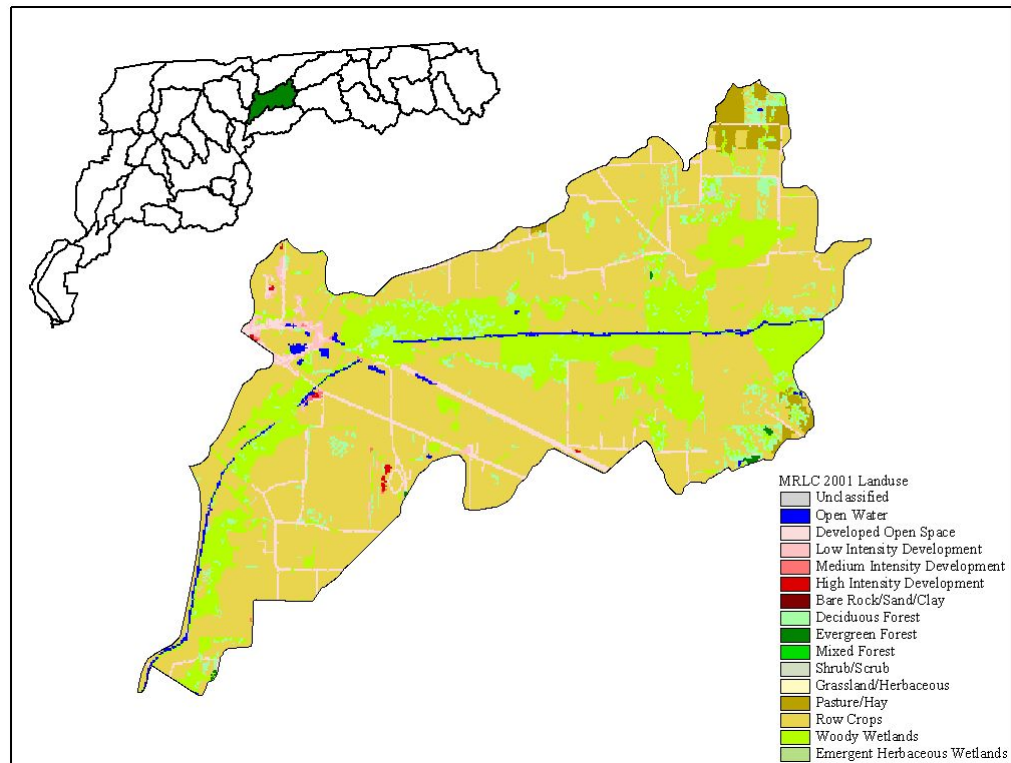 MRLC 2001 Landuse
Unclassified
Open Water
Developed Open Space
Low Intensity Development
Medium Intensity Development
High Intensity Development
Bare Rock/Sand/Clay
Deciduous Forest
Evergreen Forest
Mixed Forest
Shrub/Scrub
Grassland/Herbaceous
Pasture/Hay
Row Crops
Woody Wetlands
Emergent Herbaceous Wetlands